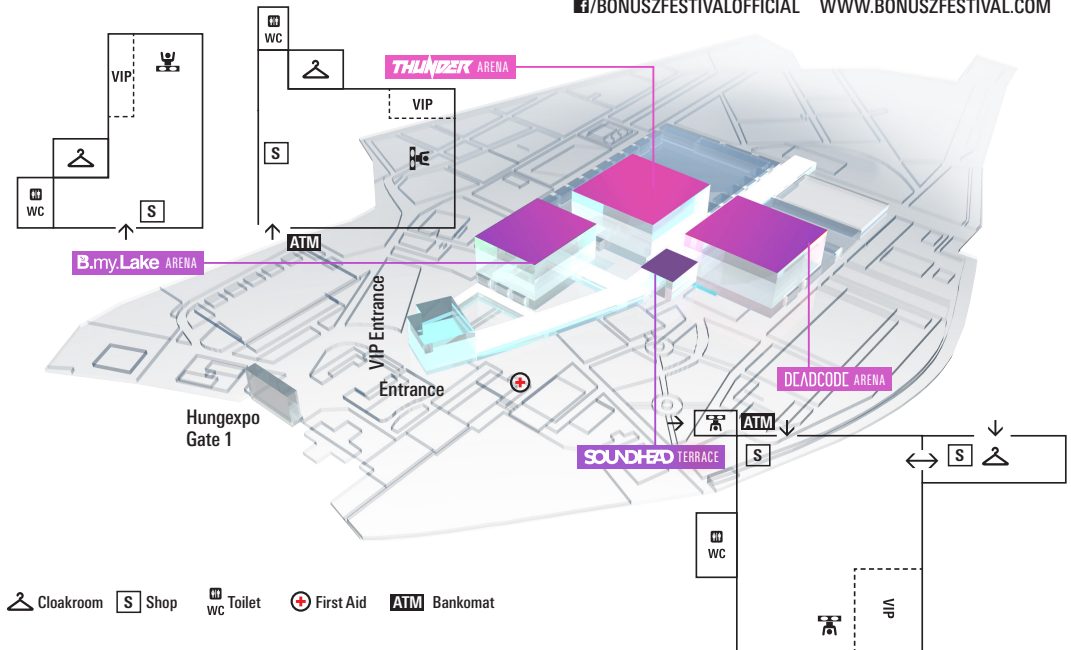 /BONUSZFESTIVALOFFICIAL WWW.BONUSZFESTIVAL.COM
WC
THUNDER ARENA
VIP
VIP
S
WC
S
ATM
B.my.Lake ARENA
VIP Entrance
DEADCODE ARENA
Entrance
Hungexpo
Gate 1
ATM
SOUNDHEAD TERRACE
S
S
WC
VIP
Cloakroom
S Shop
WC Toilet
First Aid
ATM Bankomat